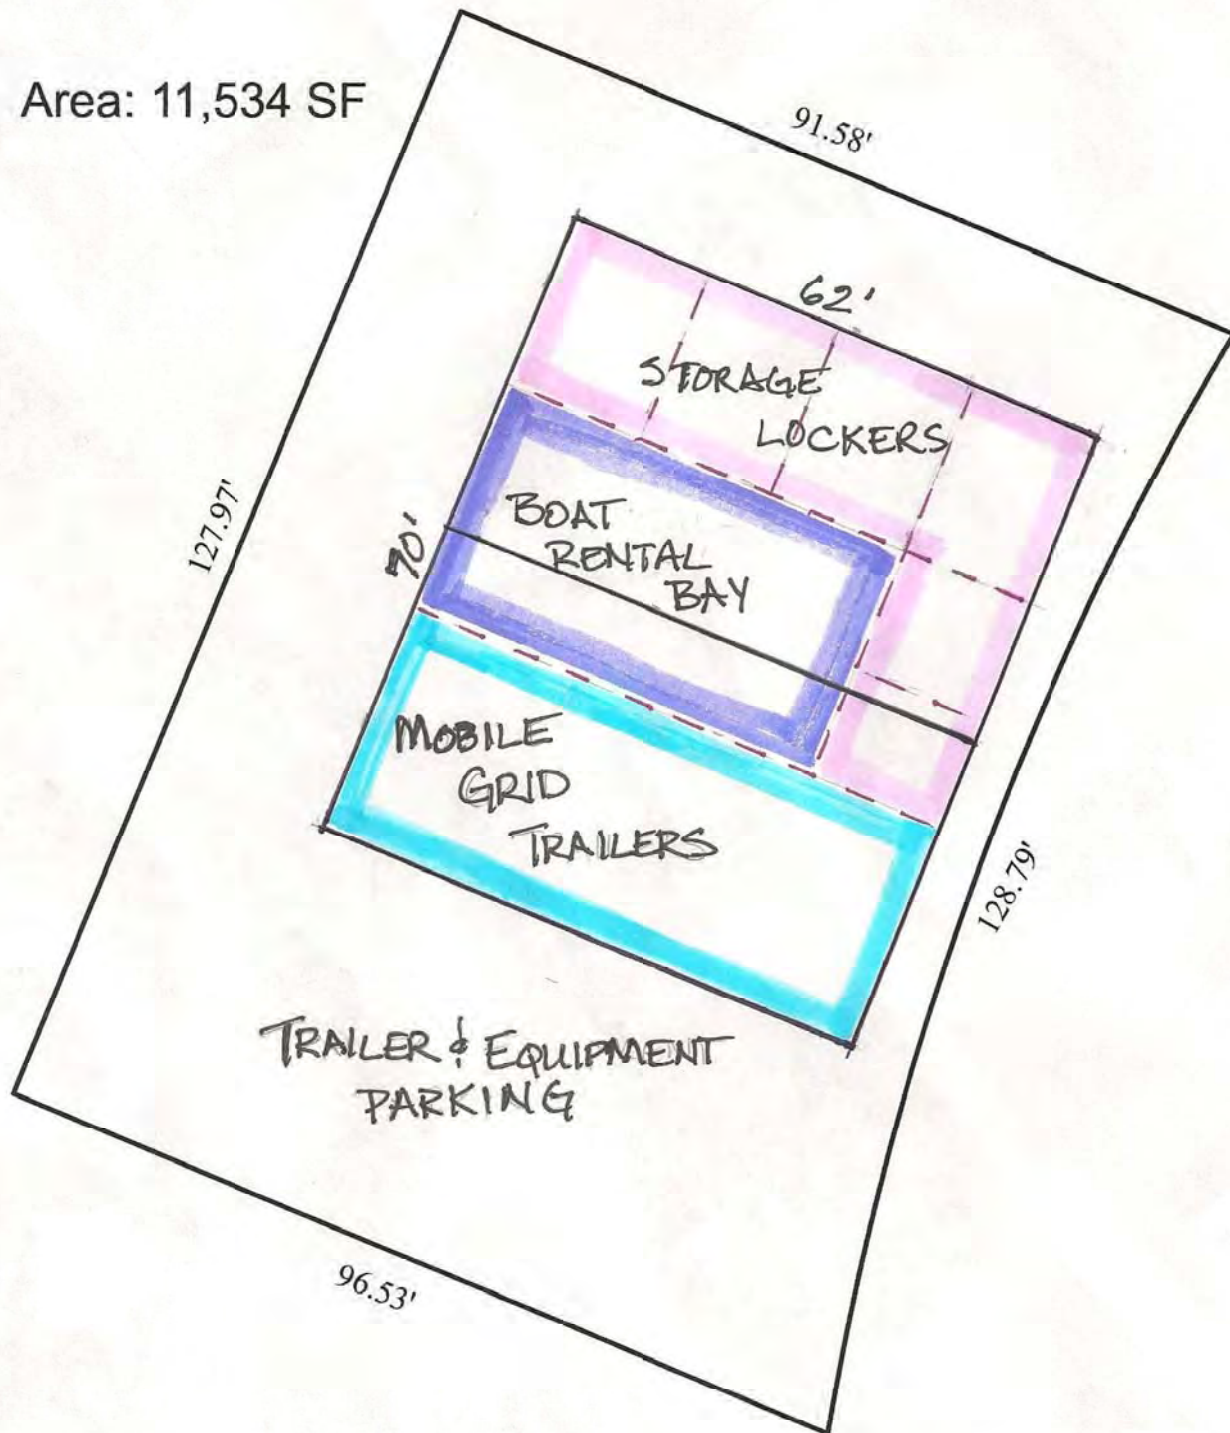 Area: 11,534 SF
91.58'
62'
STORAGE
LOCKERS
127.97'
70'
BOAT
RENTAL
BAY
MOBILE
GRID
TRAILERS
128.79'
TRAILER & EQUIPMENT
PARKING
96.53'